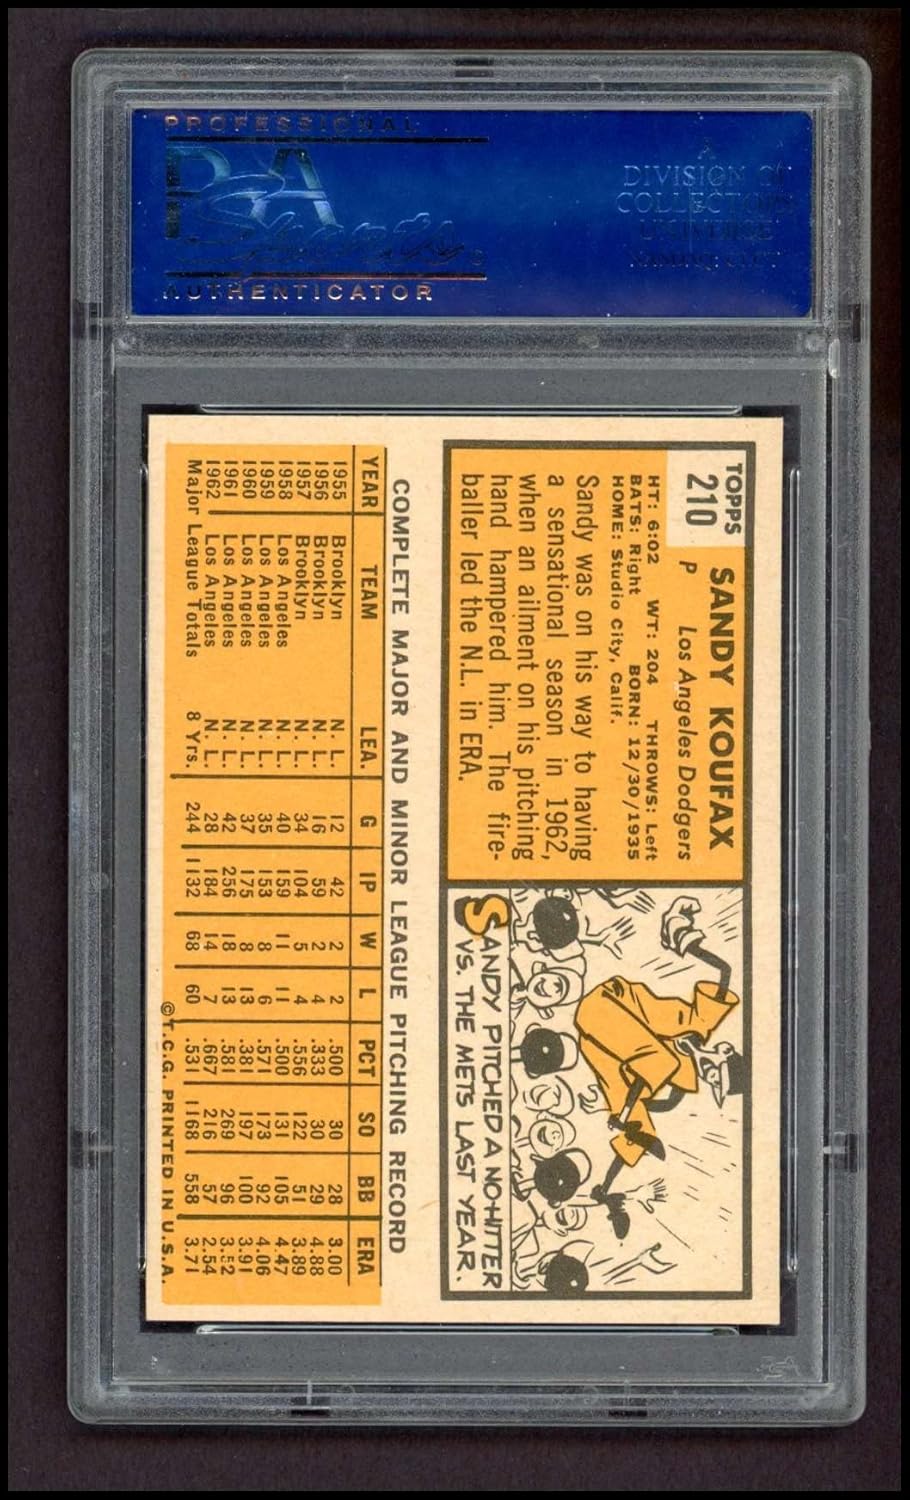 PROFESSIONAL
PSA
Sports
AUTHENTICATOR
A
DIVISION OF
COLLECTORS
UNIVERSE
NASDAQ: CLCT
TOPPS
210
SANDY KOUFAX
P Los Angeles Dodgers
HT: 6:02 WT: 204 THROWS: Left
BATS: Right BORN: 12/30/1935
HOME: Studio City, Calif.
Sandy was on his way to having
a sensational season in 1962,
when an ailment on his pitching
hand hampered him. The fire-
baller led the N.L. in ERA.
SANDY PITCHED A NO-HITTER
VS. THE METS LAST YEAR.
COMPLETE MAJOR AND MINOR LEAGUE PITCHING RECORD
YEAR TEAM LEA. G IP W L PCT SO BB ERA
1955 Brooklyn N. L. 12 42 2 2 .500 30 28 3.00
1956 Brooklyn N. L. 16 59 2 4 .333 30 29 4.88
1957 Brooklyn N. L. 34 104 5 4 .556 122 51 3.89
1958 Los Angeles N. L. 40 159 11 11 .500 131 105 4.47
1959 Los Angeles N. L. 35 153 8 6 .571 173 92 4.06
1960 Los Angeles N. L. 37 175 8 13 .381 197 100 3.91
1961 Los Angeles N. L. 42 256 18 13 .581 269 96 3.52
1962 Los Angeles N. L. 28 184 14 7 .667 216 57 2.54
Major League Totals 8 Yrs. 244 1132 68 60 .531 1168 558 3.71
©T.C.G. PRINTED IN U.S.A.